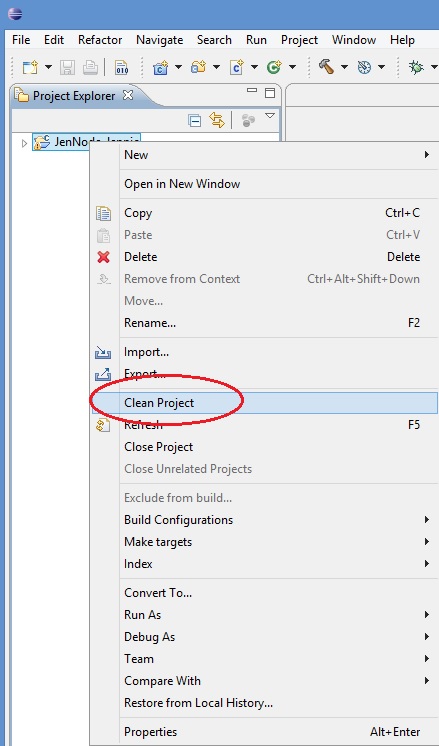 File Edit Refactor Navigate Search Run Project Window Help
010
Project Explorer
JenNode
New
Open in New Window
Copy Ctrl+C
Paste Ctrl+V
Delete Delete
Remove from Context Ctrl+Alt+Shift+Down
Move...
Rename... F2
Import...
Export...
Clean Project
Refresh F5
Close Project
Close Unrelated Projects
Exclude from build...
Build Configurations
Make targets
Index
Convert To...
Run As
Debug As
Team
Compare With
Restore from Local History...
Properties Alt+Enter